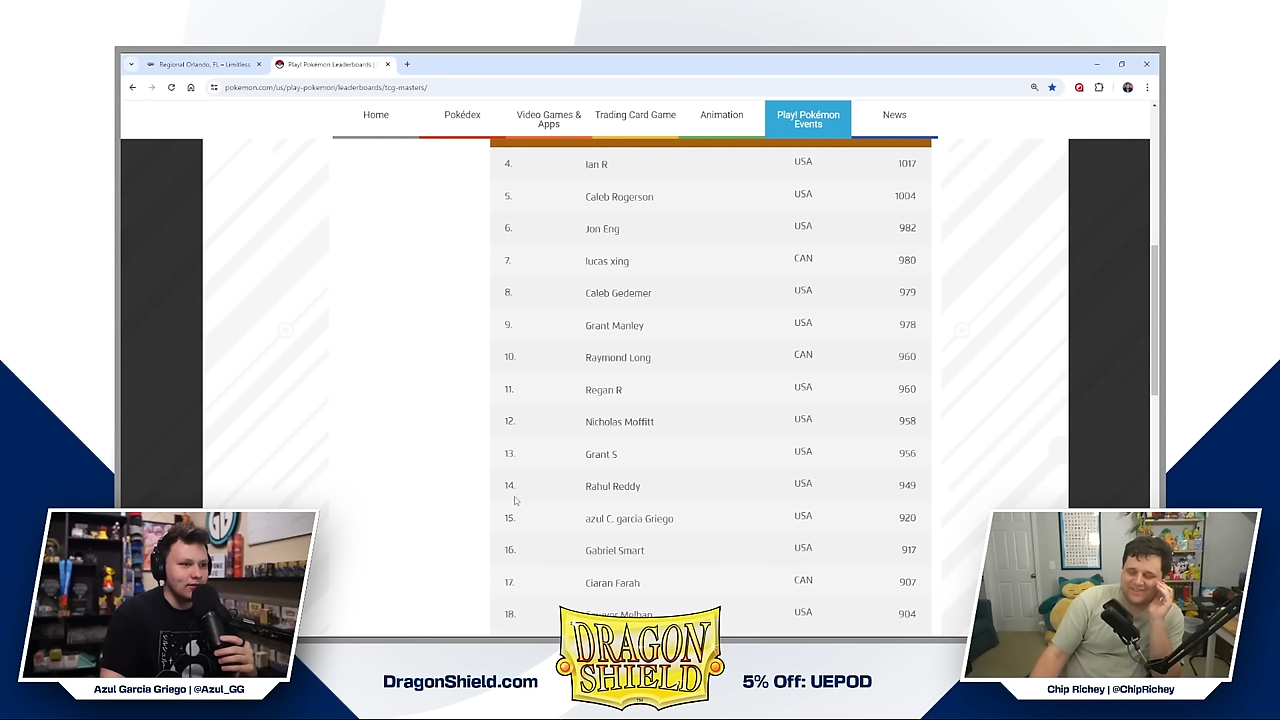 Regional Orlando, FL – Limitless
Play! Pokémon Leaderboards |
pokemon.com/us/play-pokemon/leaderboards/tcg-masters/
Home
Pokédex
Video Games & Apps
Trading Card Game
Animation
Play! Pokémon Events
News
4. Ian R USA 1017
5. Caleb Rogerson USA 1004
6. Jon Eng USA 982
7. lucas xing CAN 980
8. Caleb Gedemer USA 979
9. Grant Manley USA 978
10. Raymond Long CAN 960
11. Regan R USA 960
12. Nicholas Moffitt USA 958
13. Grant S USA 956
14. Rahul Reddy USA 949
15. azul C. garcia Griego USA 920
16. Gabriel Smart USA 917
17. Ciaran Farah CAN 907
18. USA 904
Azul Garcia Griego | @Azul_GG
DragonShield.com
DRAGON
SHIELD
5% Off: UEPOD
Chip Richey | @ChipRichey